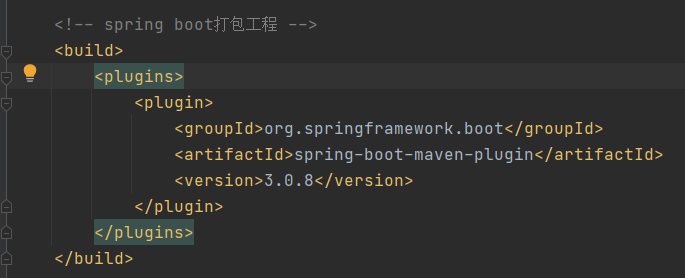 <!-- spring boot打包工程 -->
<build>
<plugins>
<plugin>
<groupId>org.springframework.boot</groupId>
<artifactId>spring-boot-maven-plugin</artifactId>
<version>3.0.8</version>
</plugin>
</plugins>
</build>